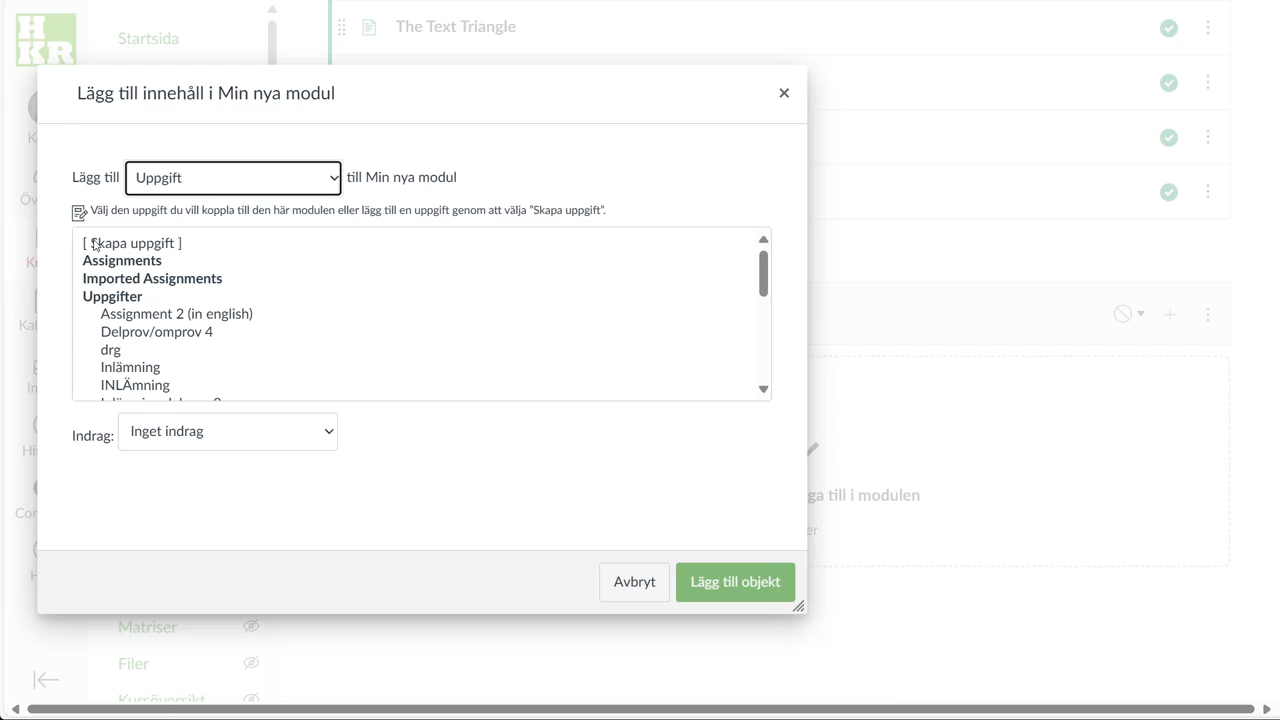 HKR
Startsida
The Text Triangle
Lägg till innehåll i Min nya modul
Lägg till Uppgift till Min nya modul
Välj den uppgift du vill koppla till den här modulen eller lägg till en uppgift genom att välja ”Skapa uppgift”.
[ Skapa uppgift ]
Assignments
Imported Assignments
Uppgifter
Assignment 2 (in english)
Delprov/omprov 4
drg
Inlämning
INLÄmning
Indrag: Inget indrag
till i modulen
Avbryt
Lägg till objekt
Matriser
Filer
Kursöversikt